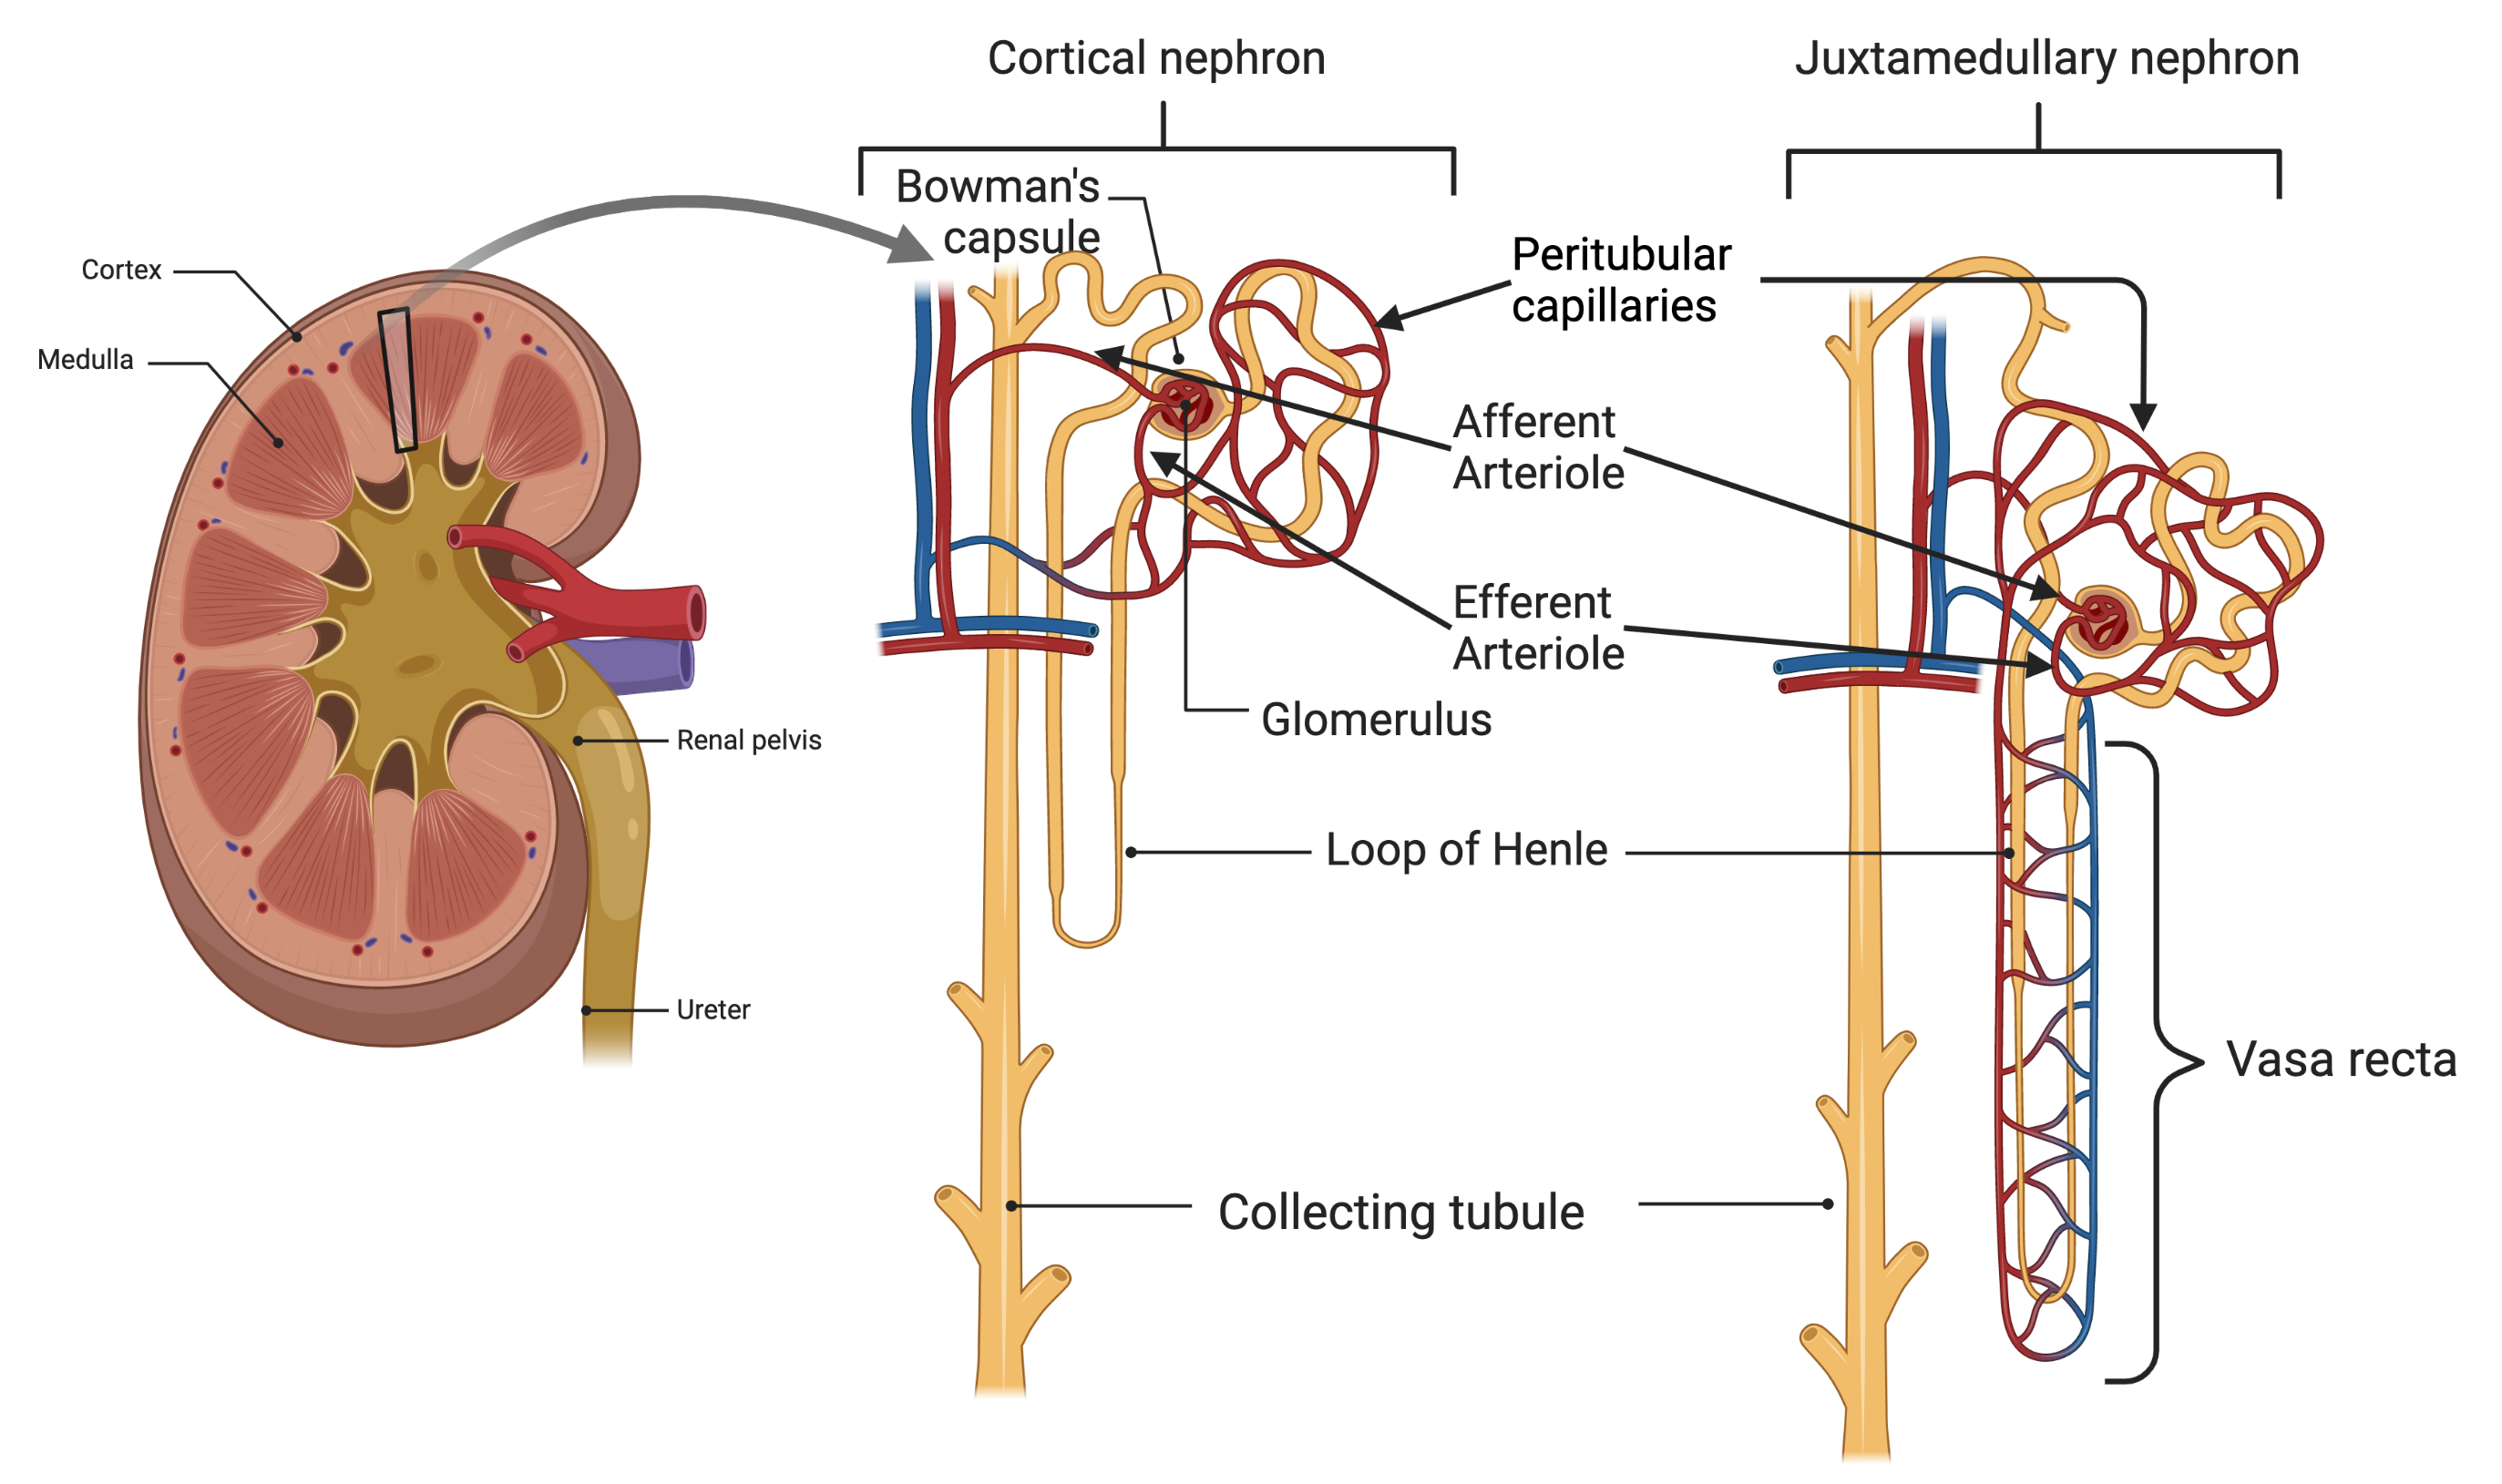 Cortical nephron
Juxtamedullary nephron
Bowman's
capsule
Peritubular
capillaries
Cortex
Medulla
Afferent
Arteriole
Efferent
Arteriole
Glomerulus
Renal pelvis
Loop of Henle
Ureter
Vasa recta
Collecting tubule